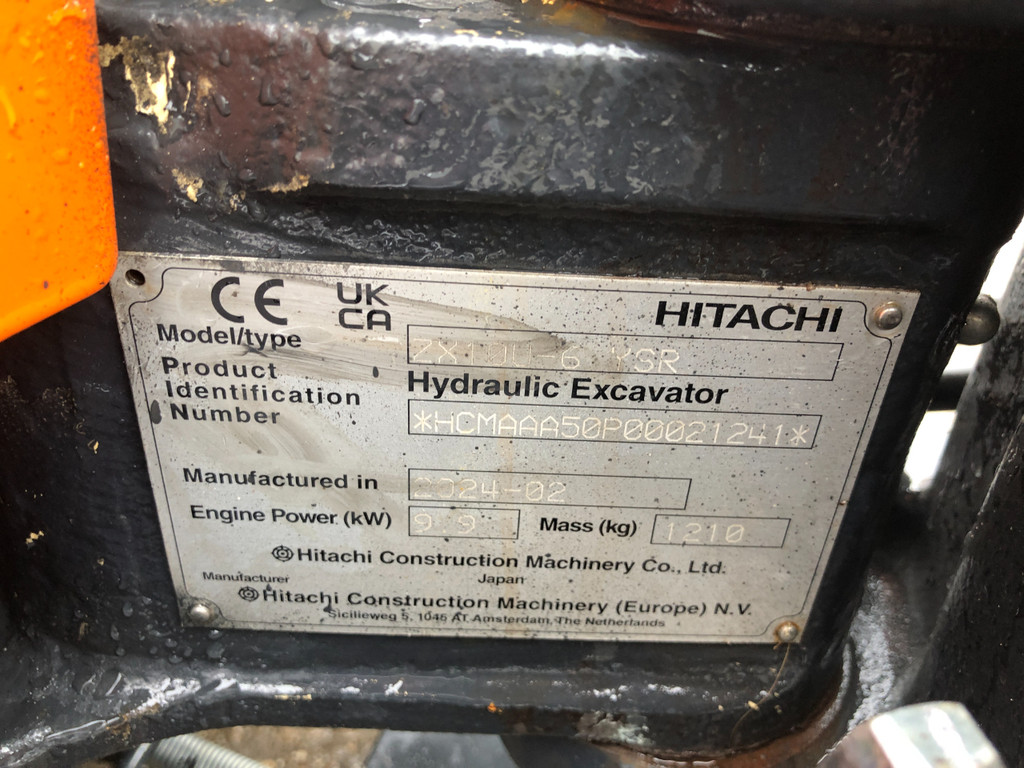 CE UK CA HITACHI
Model/type ZX10U-6 YSR
Product Identification Number Hydraulic Excavator
*HCMAAA50P00021241*
Manufactured in 2024-02
Engine Power (kW) 9.9 Mass (kg) 1210
Hitachi Construction Machinery Co., Ltd.
Manufacturer Japan
Hitachi Construction Machinery (Europe) N.V.
Sicilieweg 5, 1045 AT Amsterdam, The Netherlands